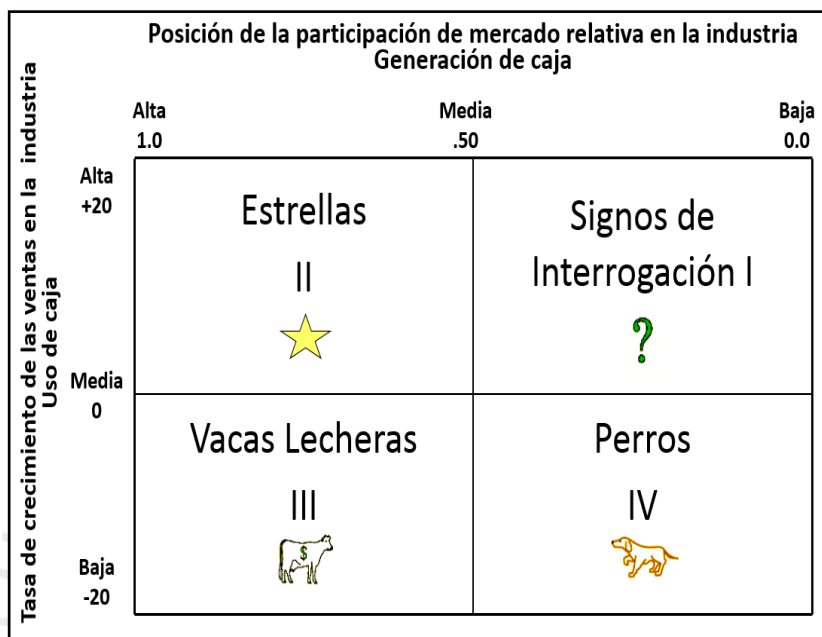 Posición de la participación de mercado relativa en la industria
Generación de caja
Alta
Media
Baja
1.0
.50
0.0
Tasa de crecimiento de las ventas en la industria
Uso de caja
Alta
+20
Estrellas
II
Signos de
Interrogación I
?
Media
0
Vacas Lecheras
III
$
Perros
IV
Baja
-20